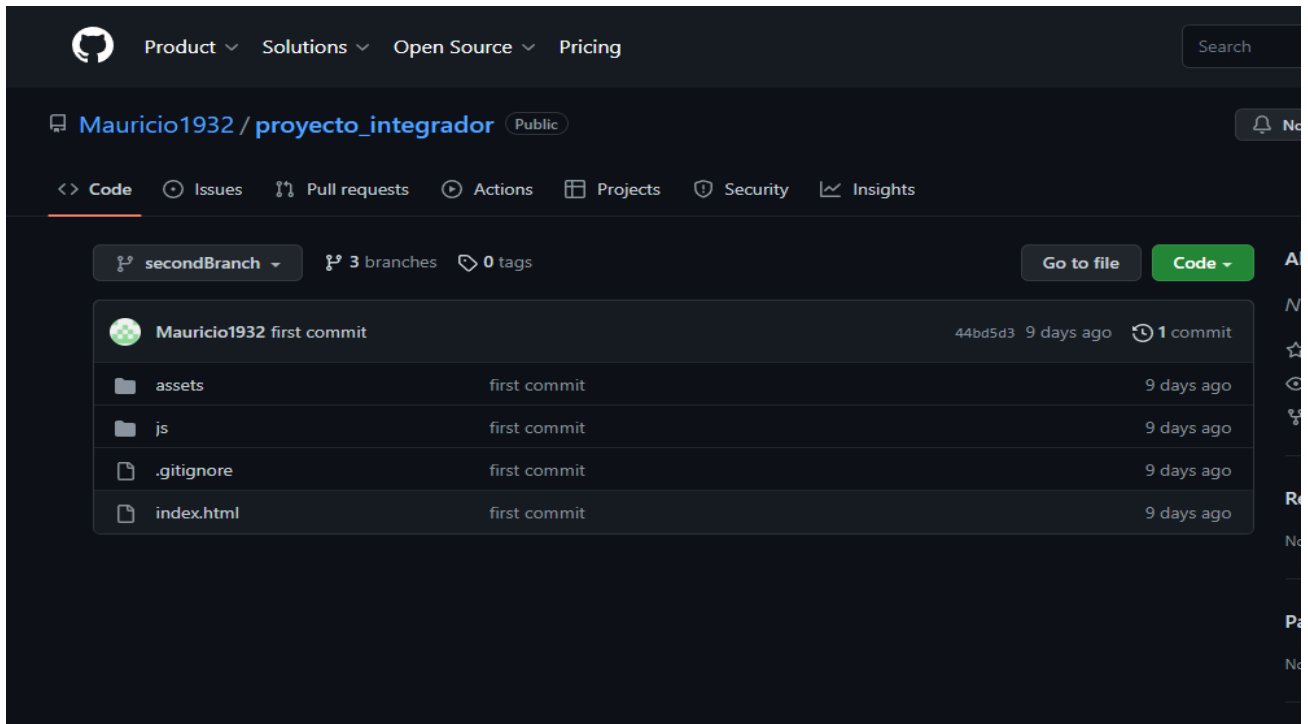 Product Solutions Open Source Pricing Search
Mauricio1932 / proyecto_integrador Public
Code Issues Pull requests Actions Projects Security Insights
secondBranch 3 branches 0 tags Go to file Code
Mauricio1932 first commit 44bd5d3 9 days ago 1 commit
assets first commit 9 days ago
js first commit 9 days ago
.gitignore first commit 9 days ago
index.html first commit 9 days ago